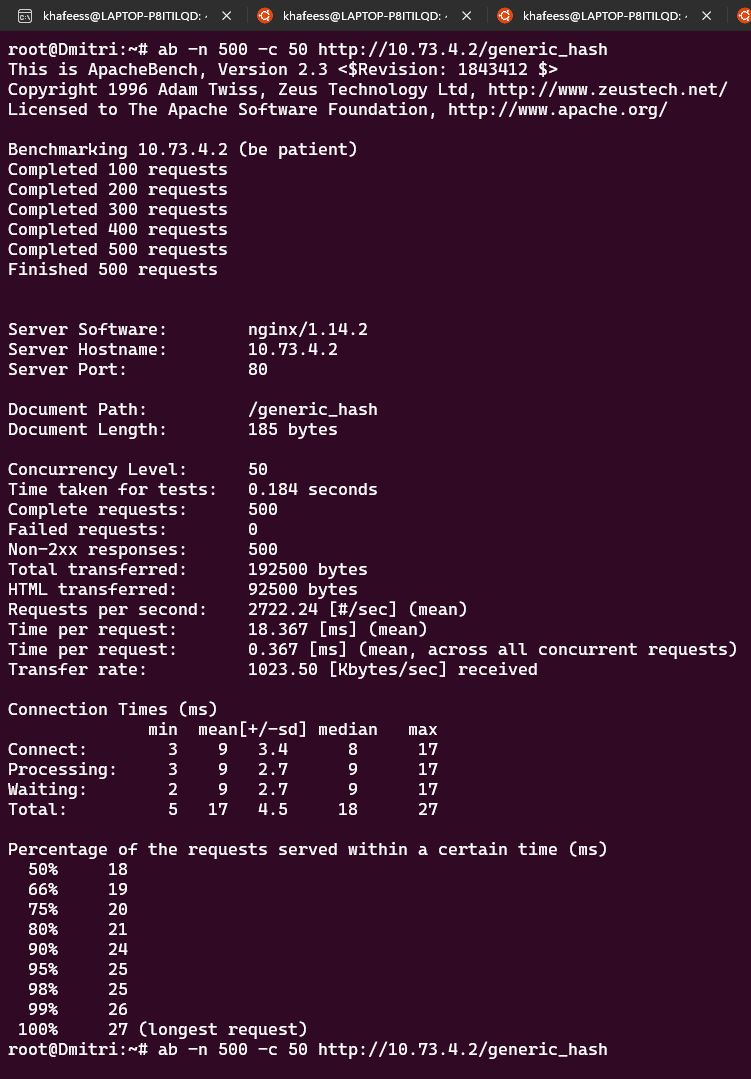 khafeess@LAPTOP-P8ITILQD: khafeess@LAPTOP-P8ITILQD: khafeess@LAPTOP-P8ITILQD:
root@Dmitri:~# ab -n 500 -c 50 http://10.73.4.2/generic_hash
This is ApacheBench, Version 2.3 <$Revision: 1843412 $>
Copyright 1996 Adam Twiss, Zeus Technology Ltd, http://www.zeustech.net/
Licensed to The Apache Software Foundation, http://www.apache.org/

Benchmarking 10.73.4.2 (be patient)
Completed 100 requests
Completed 200 requests
Completed 300 requests
Completed 400 requests
Completed 500 requests
Finished 500 requests


Server Software:        nginx/1.14.2
Server Hostname:        10.73.4.2
Server Port:            80

Document Path:          /generic_hash
Document Length:        185 bytes

Concurrency Level:      50
Time taken for tests:   0.184 seconds
Complete requests:      500
Failed requests:        0
Non-2xx responses:      500
Total transferred:      192500 bytes
HTML transferred:       92500 bytes
Requests per second:    2722.24 [#/sec] (mean)
Time per request:       18.367 [ms] (mean)
Time per request:       0.367 [ms] (mean, across all concurrent requests)
Transfer rate:          1023.50 [Kbytes/sec] received

Connection Times (ms)
              min  mean[+/-sd] median   max
Connect:        3    9   3.4      8      17
Processing:     3    9   2.7      9      17
Waiting:        2    9   2.7      9      17
Total:          5   17   4.5     18      27

Percentage of the requests served within a certain time (ms)
  50%     18
  66%     19
  75%     20
  80%     21
  90%     24
  95%     25
  98%     25
  99%     26
 100%     27 (longest request)
root@Dmitri:~# ab -n 500 -c 50 http://10.73.4.2/generic_hash